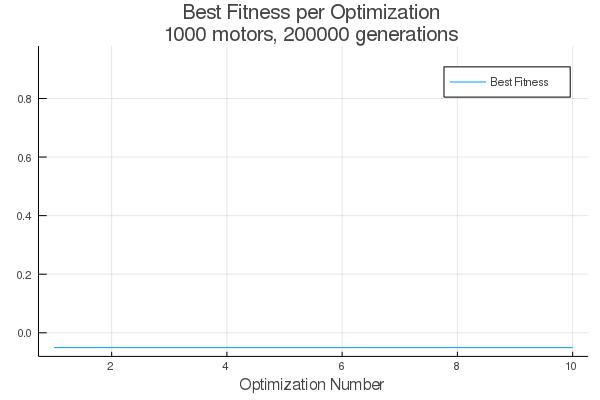 Best Fitness per Optimization
1000 motors, 200000 generations
Best Fitness
0.8
0.6
0.4
0.2
0.0
2
4
6
8
10
Optimization Number